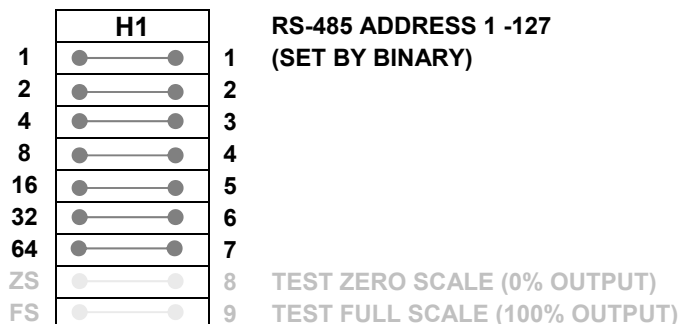 H1 RS-485 ADDRESS 1 -127
1 1 (SET BY BINARY)
2 2
4 3
8 4
16 5
32 6
64 7
ZS 8 TEST ZERO SCALE (0% OUTPUT)
FS 9 TEST FULL SCALE (100% OUTPUT)